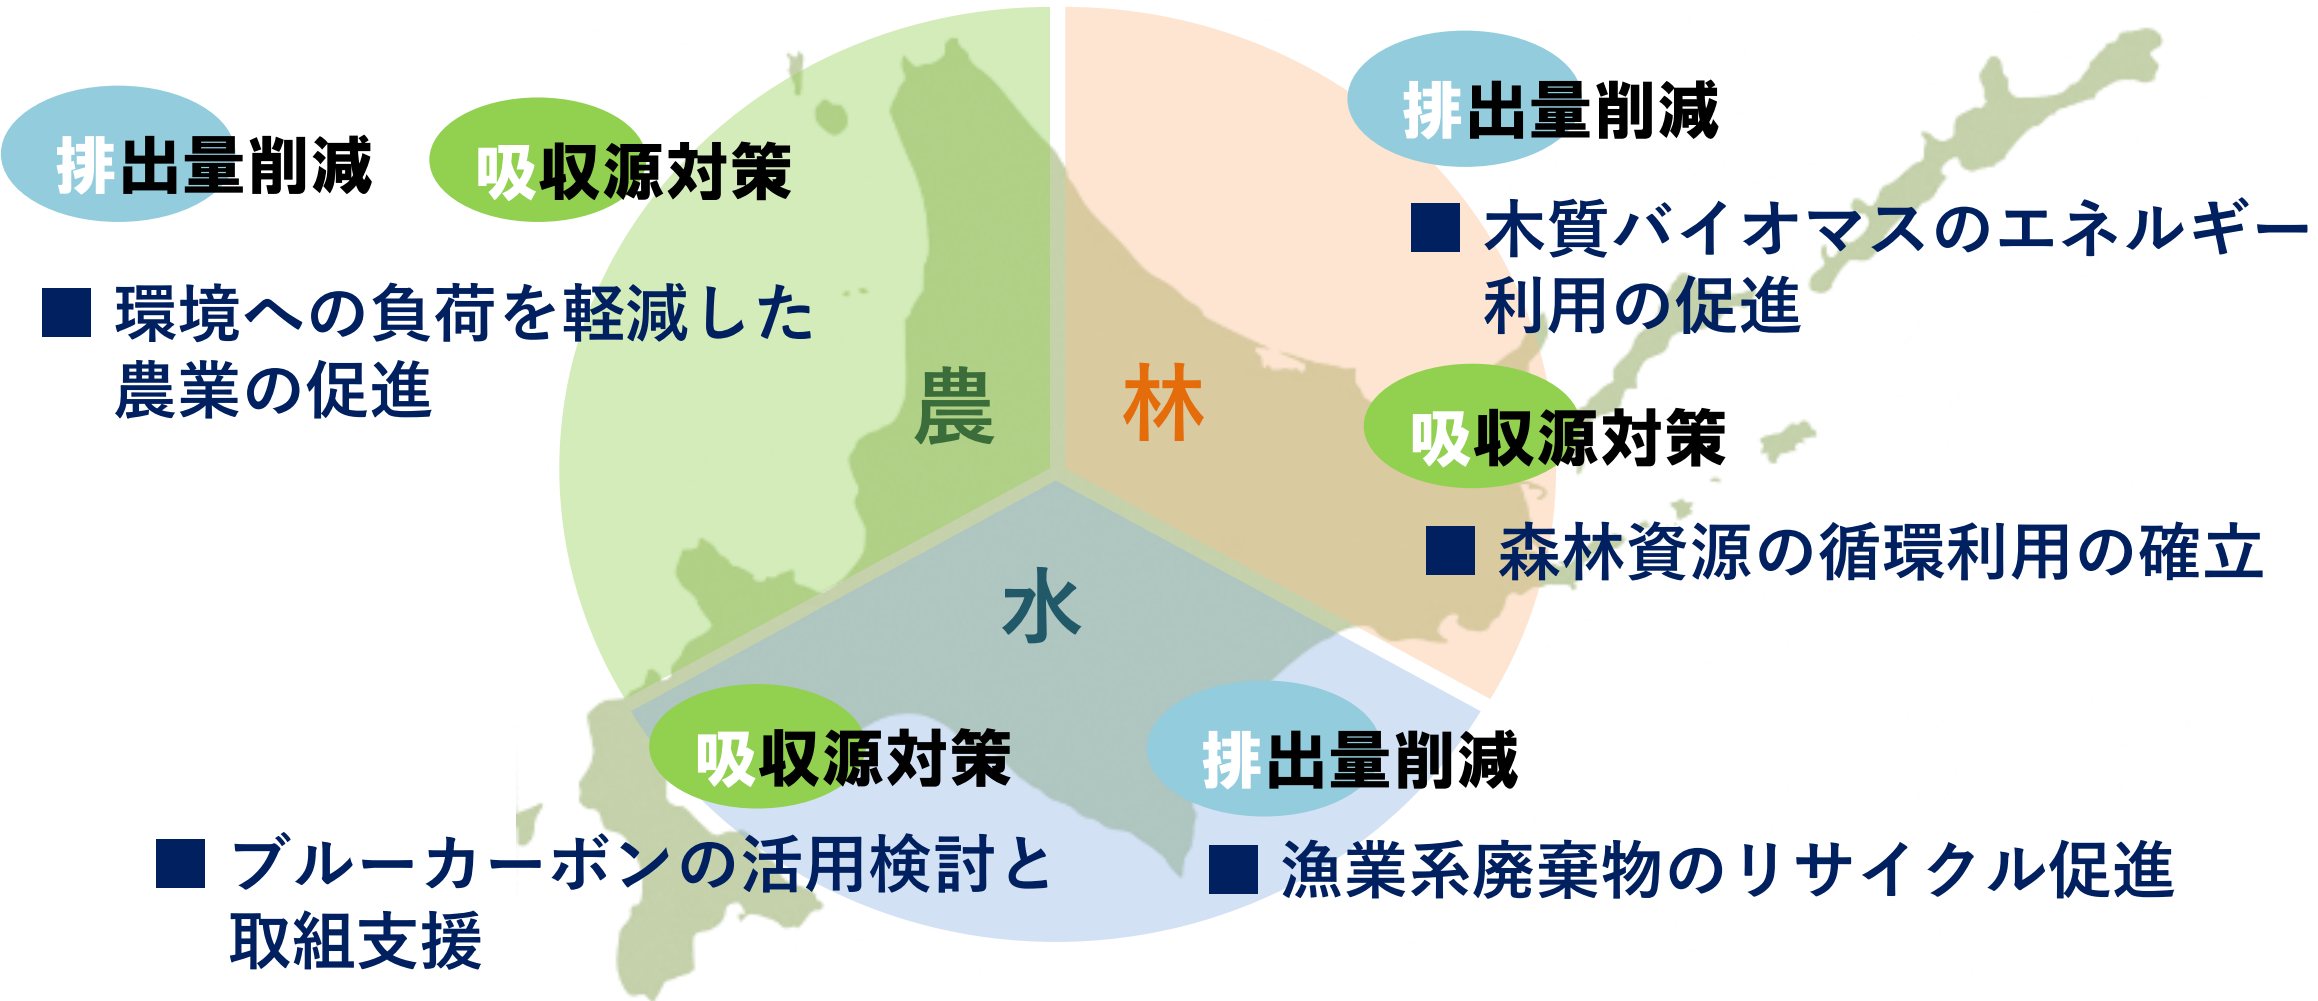 排出量削減
吸収源対策
環境への負荷を軽減した
農業の促進
農
林
排出量削減
木質バイオマスのエネルギー
利用の促進
吸収源対策
森林資源の循環利用の確立
水
吸収源対策
ブルーカーボンの活用検討と
取組支援
排出量削減
漁業系廃棄物のリサイクル促進